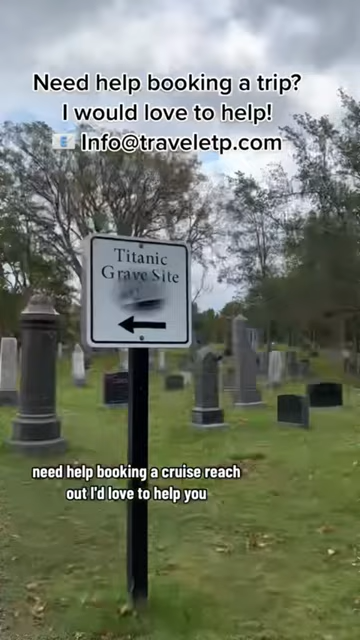 Need help booking a trip?
I would love to help!
📧 Info@traveletp.com
Titanic
Grave Site
need help booking a cruise reach
out I'd love to help you